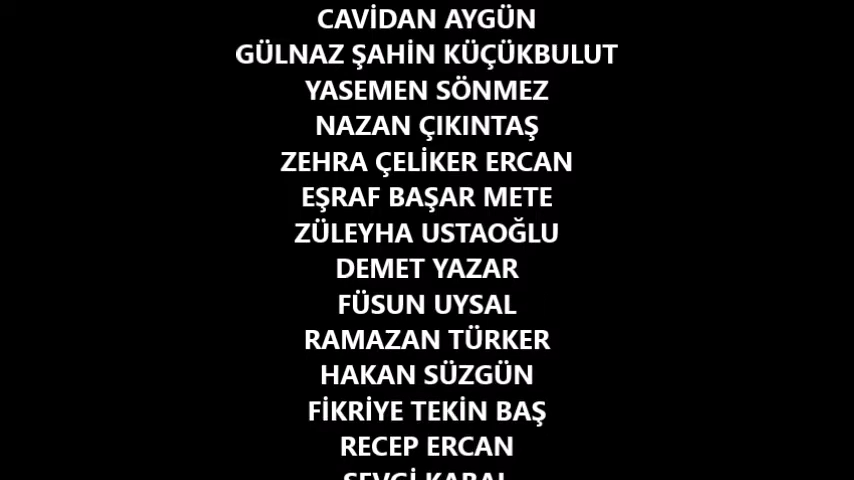 CAVİDAN AYGÜN
GÜLNAZ ŞAHİN KÜÇÜKBULUT
YASEMEN SÖNMEZ
NAZAN ÇIKINTAŞ
ZEHRA ÇELİKER ERCAN
EŞRAF BAŞAR METE
ZÜLEYHA USTAOĞLU
DEMET YAZAR
FÜSUN UYSAL
RAMAZAN TÜRKER
HAKAN SÜZGÜN
FİKRİYE TEKİN BAŞ
RECEP ERCAN
SEVGİ